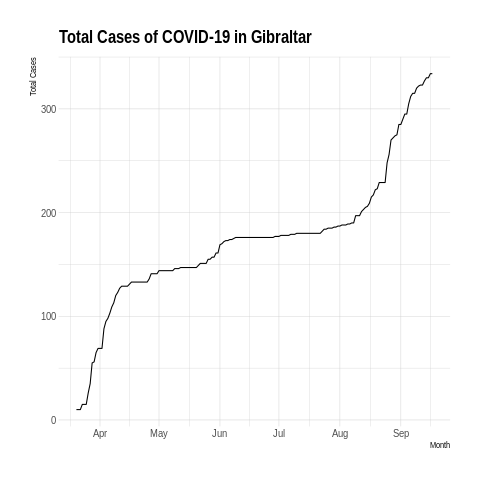 Total Cases of COVID-19 in Gibraltar
Total Cases
300
200
100
0
Apr May Jun Jul Aug Sep
Month